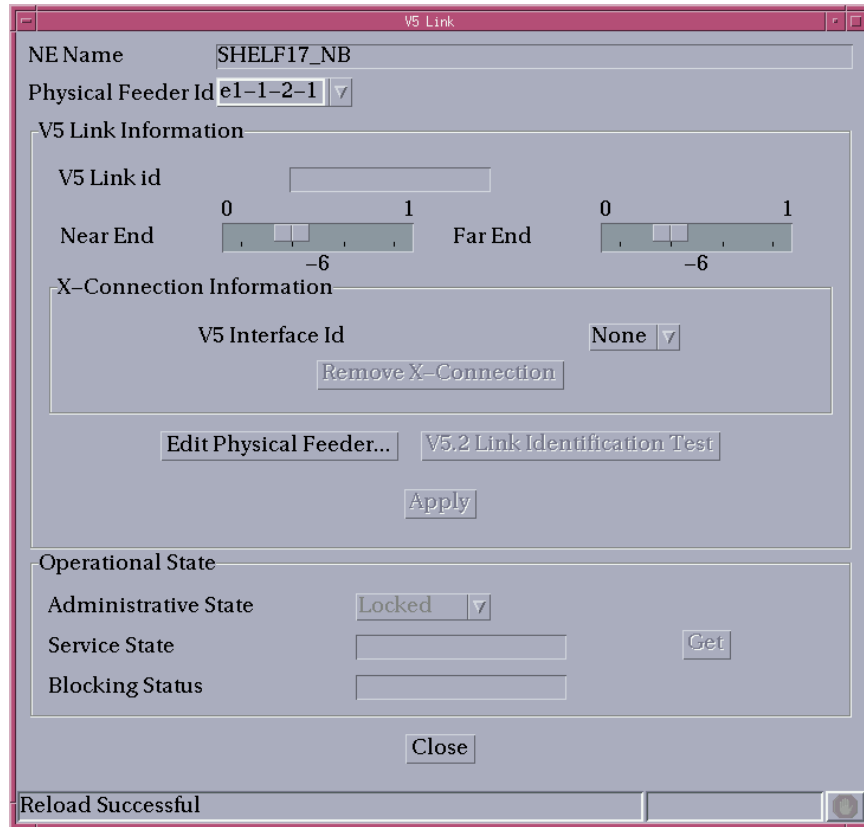 V5 Link
NE Name SHELF17_NB
Physical Feeder Id e1-1-2-1
V5 Link Information
V5 Link id
0 1 0 1
Near End Far End
-6 -6
X-Connection Information
V5 Interface Id None
Remove X-Connection
Edit Physical Feeder... V5.2 Link Identification Test
Apply
Operational State
Administrative State Locked
Service State Get
Blocking Status
Close
Reload Successful